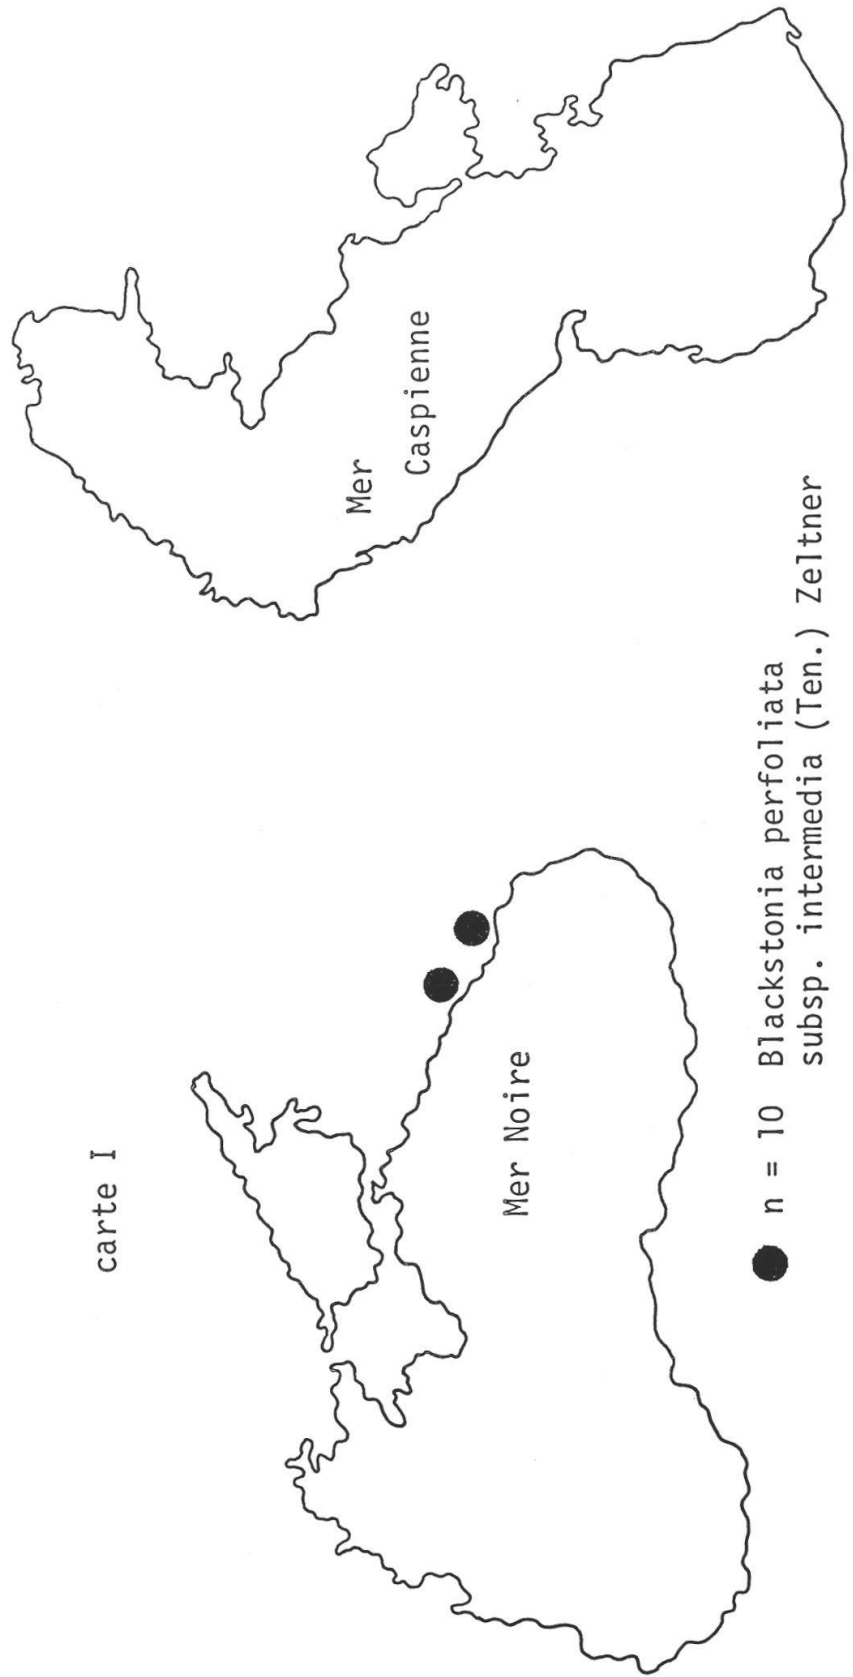 carte I
Mer
Caspienne
Mer Noire
n = 10 Blackstonia perfoliata
subsp. intermedia (Ten.) Zeltner